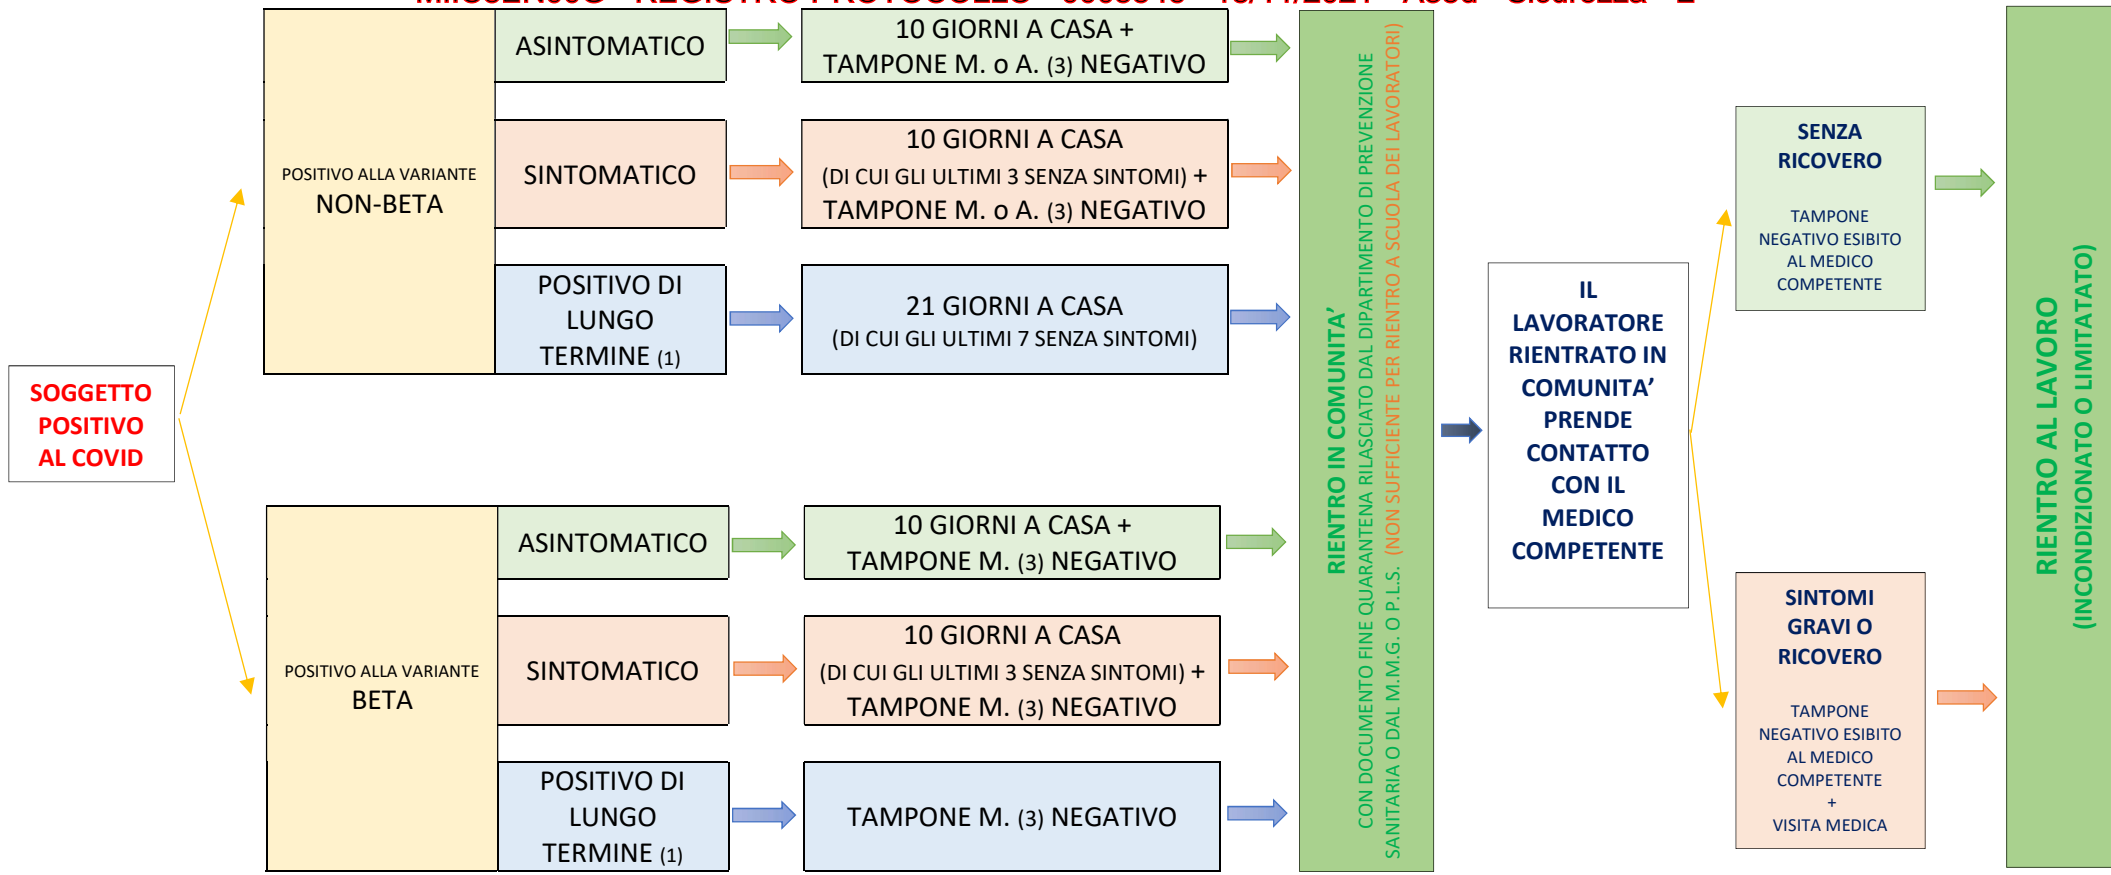 SOGGETTO
POSITIVO
AL COVID
POSITIVO ALLA VARIANTE
NON-BETA
ASINTOMATICO
10 GIORNI A CASA +
TAMPONE M. o A. (3) NEGATIVO
SINTOMATICO
10 GIORNI A CASA
(DI CUI GLI ULTIMI 3 SENZA SINTOMI) +
TAMPONE M. o A. (3) NEGATIVO
POSITIVO DI
LUNGO
TERMINE (1)
21 GIORNI A CASA
(DI CUI GLI ULTIMI 7 SENZA SINTOMI)
POSITIVO ALLA VARIANTE
BETA
ASINTOMATICO
10 GIORNI A CASA +
TAMPONE M. (3) NEGATIVO
SINTOMATICO
10 GIORNI A CASA
(DI CUI GLI ULTIMI 3 SENZA SINTOMI) +
TAMPONE M. (3) NEGATIVO
POSITIVO DI
LUNGO
TERMINE (1)
TAMPONE M. (3) NEGATIVO
RIENTRO IN COMUNITA’
CON DOCUMENTO FINE QUARANTENA RILASCIATO DAL DIPARTIMENTO DI PREVENZIONE
SANITARIA O DAL M.M.G. O P.L.S. (NON SUFFICIENTE PER RIENTRO A SCUOLA DEI LAVORATORI)
IL
LAVORATORE
RIENTRATO IN
COMUNITA’
PRENDE
CONTATTO
CON IL
MEDICO
COMPETENTE
SENZA
RICOVERO
TAMPONE
NEGATIVO ESIBITO
AL MEDICO
COMPETENTE
SINTOMI
GRAVI O
RICOVERO
TAMPONE
NEGATIVO ESIBITO
AL MEDICO
COMPETENTE
+
VISITA MEDICA
RIENTRO AL LAVORO
(INCONDIZIONATO O LIMITATO)